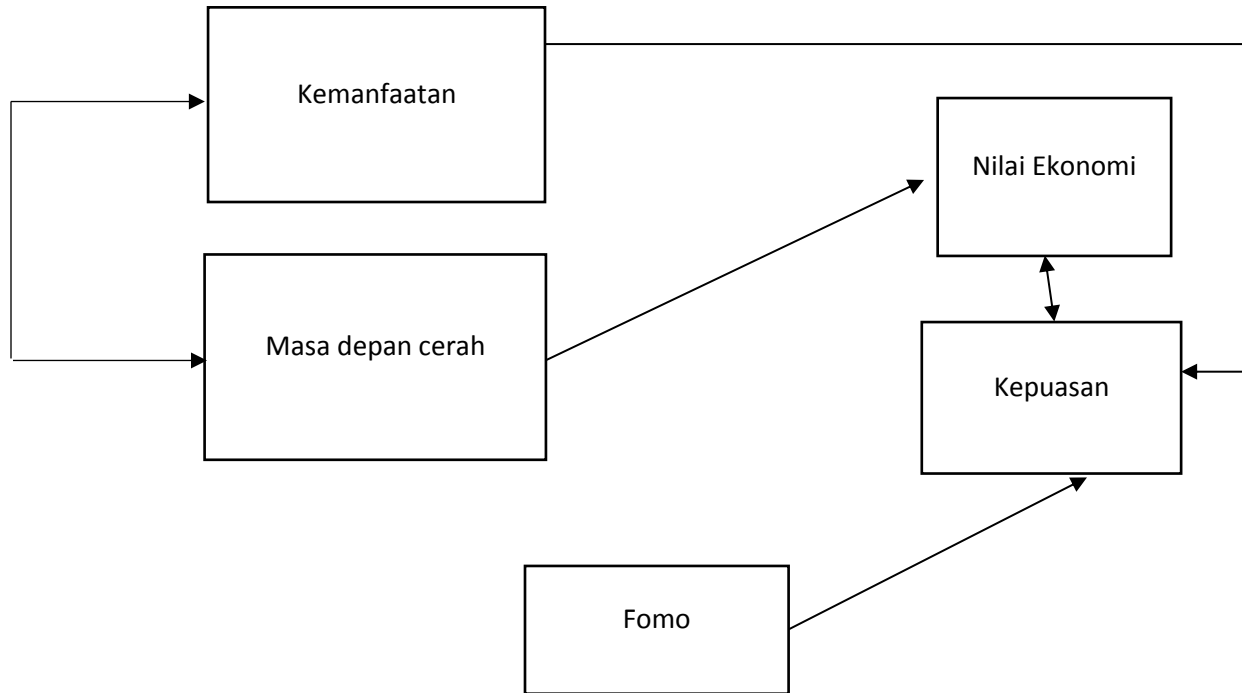 Kemanfaatan
Nilai Ekonomi
Masa depan cerah
Kepuasan
Fomo